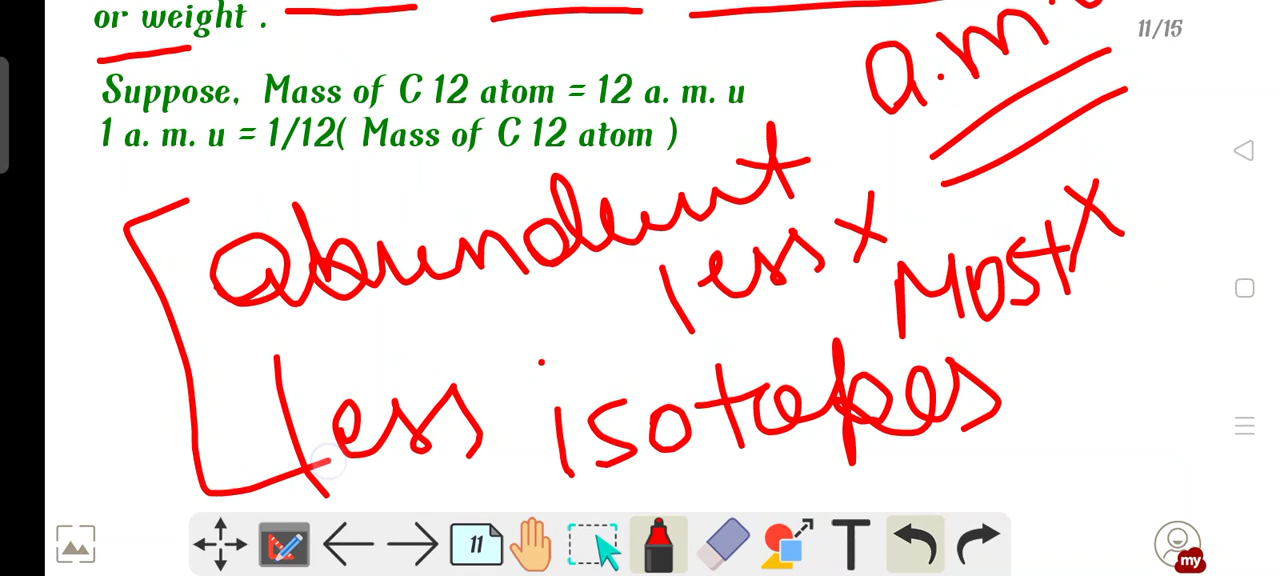 or weight .
11/15
a.m.
Suppose, Mass of C 12 atom = 12 a. m. u
1 a. m. u = 1/12( Mass of C 12 atom )
abundent
less x
Most x
less isotopes
11
T
my